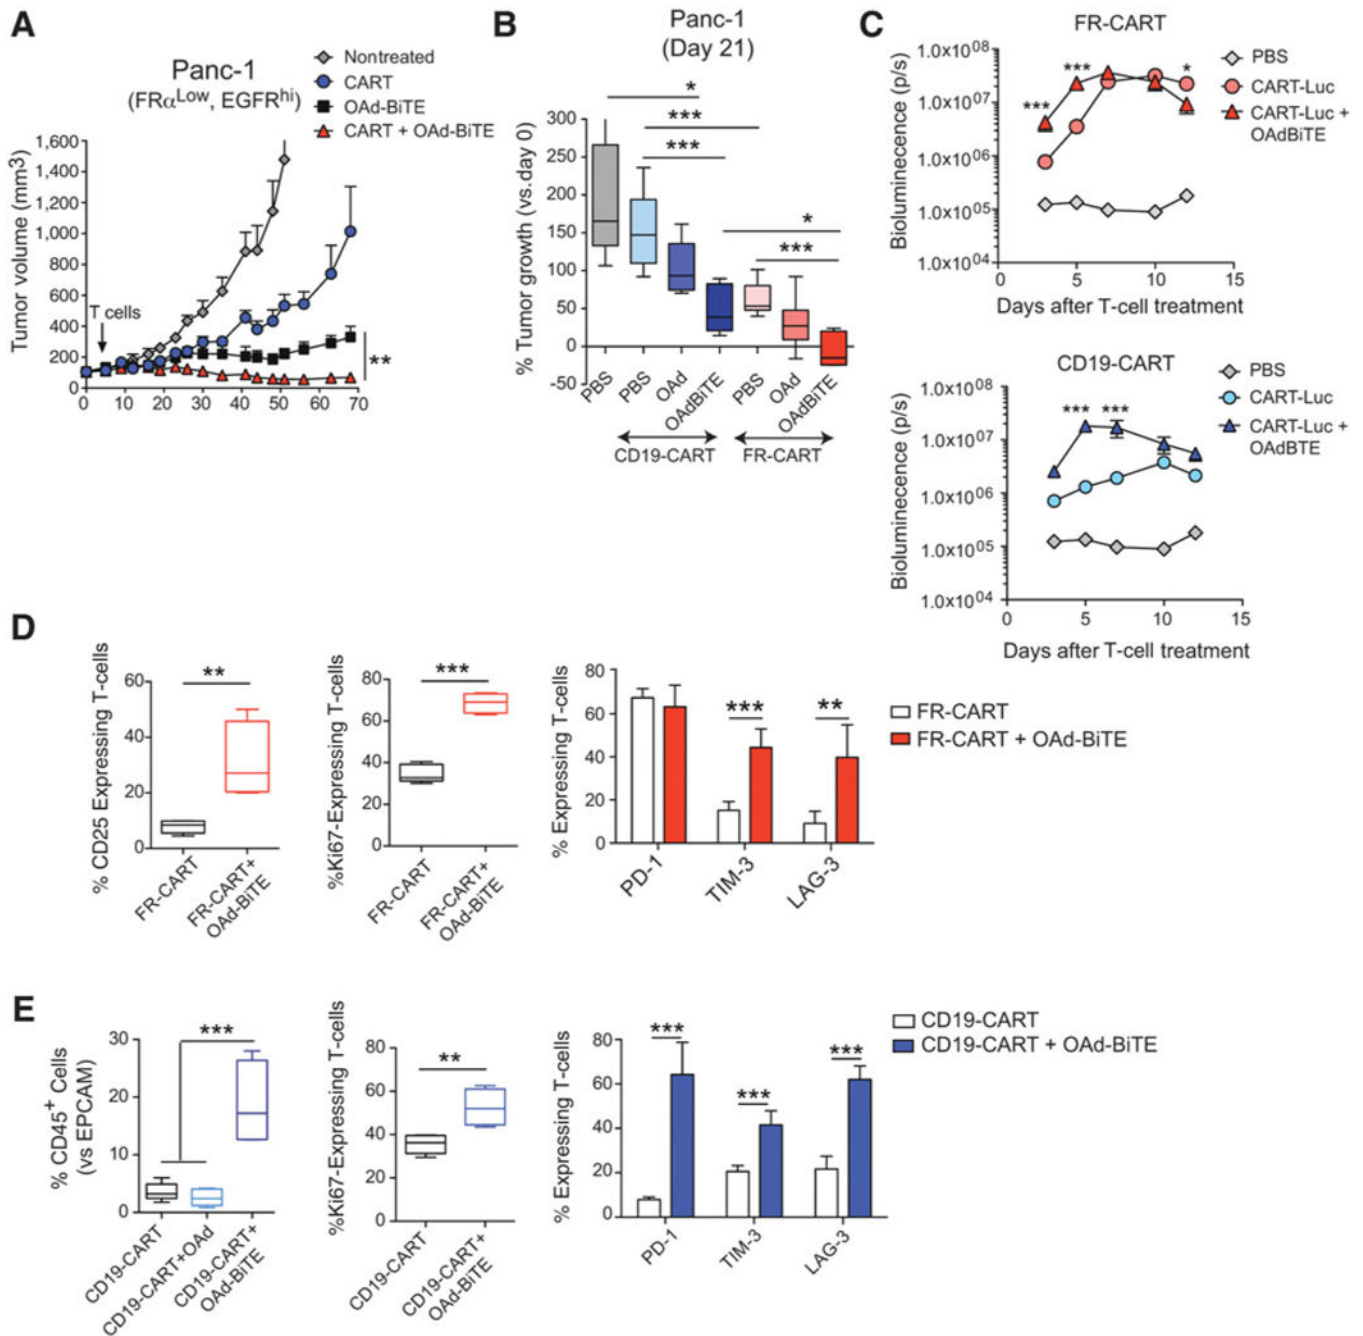 A
Panc-1
(FRαLow, EGFRhi)
Nontreated
CART
OAd-BiTE
CART + OAd-BiTE
Tumor volume (mm3)
1,600
1,400
1,200
1,000
800
600
400
200
0
T cells
**
0 10 20 30 40 50 60 70
B
Panc-1
(Day 21)
% Tumor growth (vs.day 0)
300
250
200
150
100
50
0
-50
*
***
***
*
***
PBS PBS OAd OAdBiTE PBS OAd OAdBiTE
CD19-CART FR-CART
C
FR-CART
Bioluminecence (p/s)
1.0x10^08
1.0x10^07
1.0x10^06
1.0x10^05
1.0x10^04
*** *** *
PBS
CART-Luc
CART-Luc +
OAdBiTE
0 5 10 15
Days after T-cell treatment
CD19-CART
Bioluminecence (p/s)
1.0x10^08
1.0x10^07
1.0x10^06
1.0x10^05
1.0x10^04
*** ***
PBS
CART-Luc
CART-Luc +
OAdBTE
0 5 10 15
Days after T-cell treatment
D
% CD25 Expressing T-cells
60
40
20
0
**
FR-CART
FR-CART+
OAd-BiTE
%Ki67-Expressing T-cells
80
60
40
20
0
***
FR-CART
FR-CART+
OAd-BiTE
% Expressing T-cells
80
60
40
20
0
*** **
PD-1 TIM-3 LAG-3
FR-CART
FR-CART + OAd-BiTE
E
% CD45+ Cells
(vs EPCAM)
30
20
10
0
***
CD19-CART
CD19-CART+OAd
CD19-CART+
OAd-BiTE
%Ki67-Expressing T-cells
80
60
40
20
0
**
CD19-CART
CD19-CART+
OAd-BiTE
% Expressing T-cells
80
60
40
20
0
*** *** ***
PD-1 TIM-3 LAG-3
CD19-CART
CD19-CART + OAd-BiTE